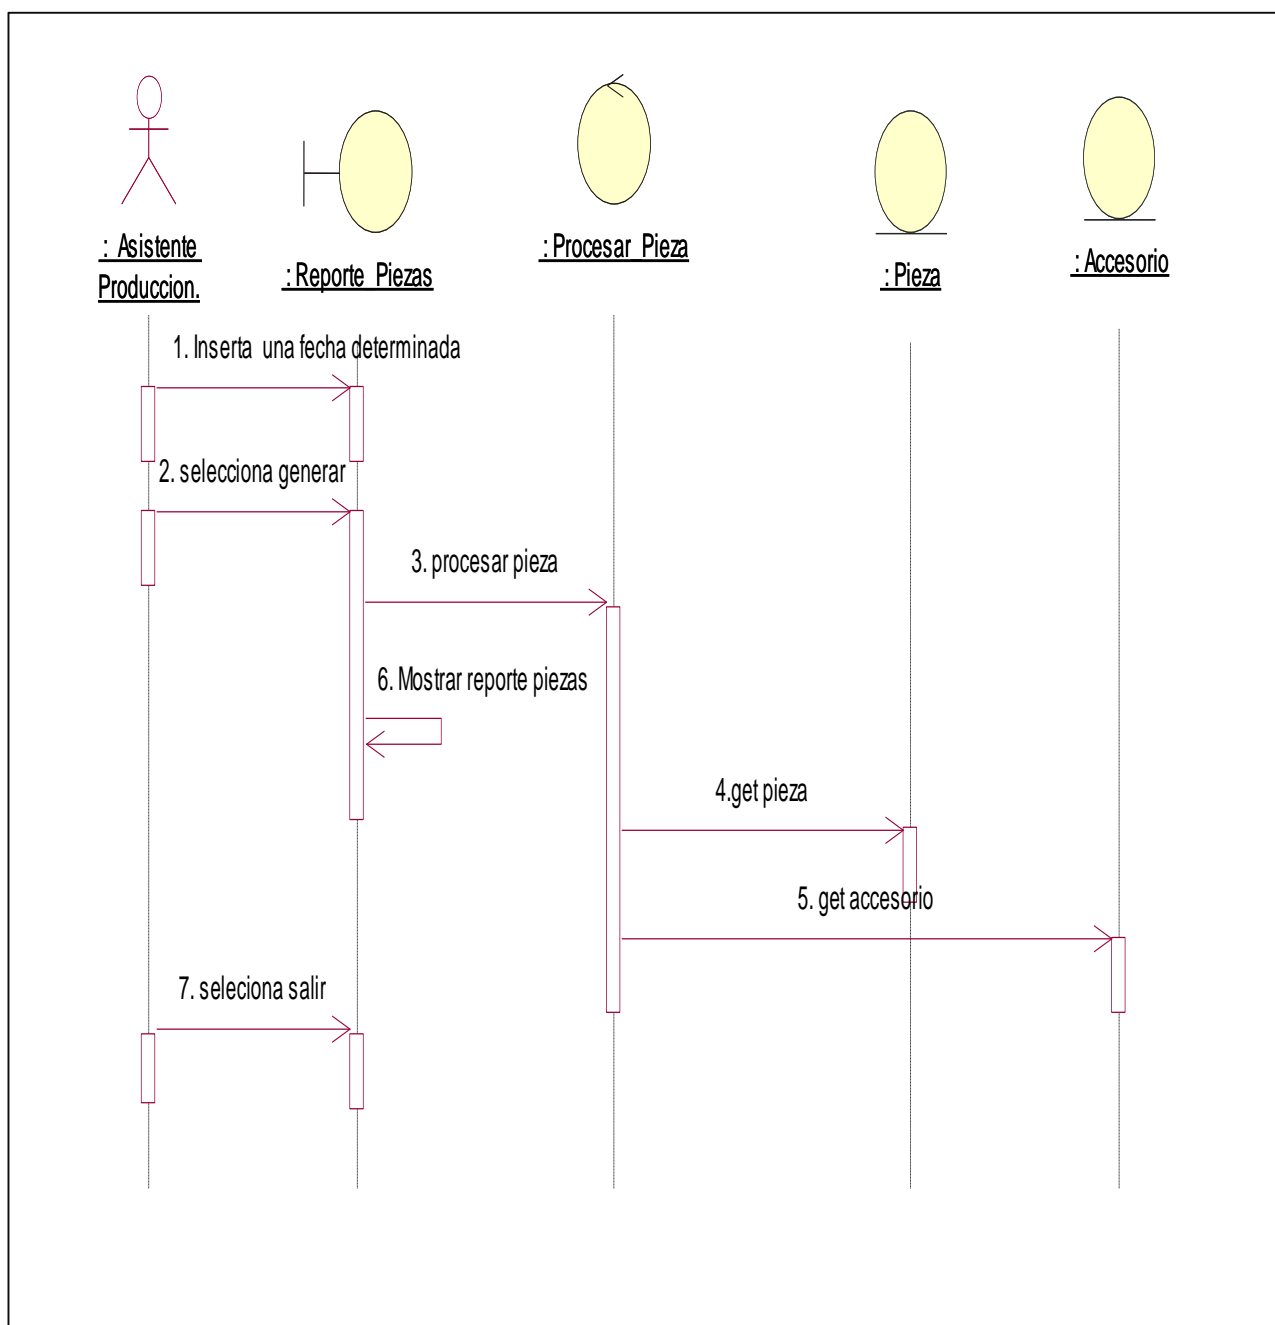 : Asistente
Produccion.
: Reporte Piezas
: Procesar Pieza
: Pieza
: Accesorio
1. Inserta una fecha determinada
2. selecciona generar
3. procesar pieza
6. Mostrar reporte piezas
4.get pieza
5. get accesorio
7. seleciona salir